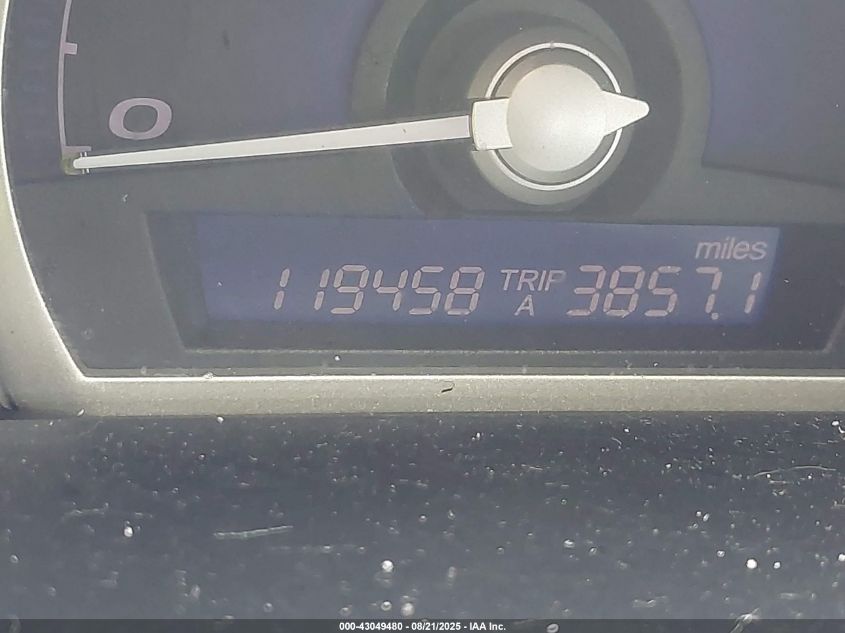 0
miles
119458 TRIP A 3857.1
000-43049480 - 08/21/2025 - IAA Inc.